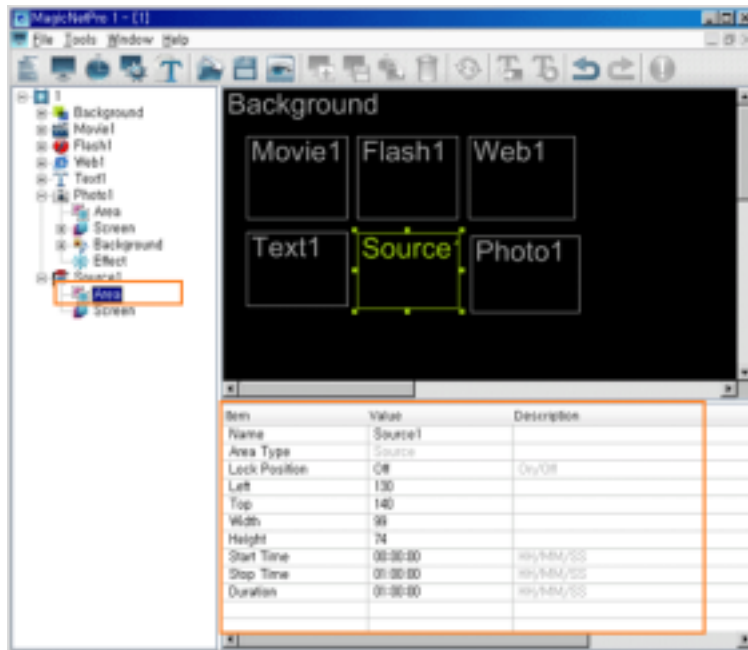 MagicNetPro 1 - [1]
File Tools Window Help
1
Background
Movie1
Flash1
Web1
Text1
Photo1
Area
Screen
Background
Effect
Source1
Area
Screen
Background
Movie1 Flash1 Web1
Text1 Source1 Photo1
Item Value Description
Name Source1
Area Type Source
Lock Position Off On/Off
Left 130
Top 140
Width 99
Height 74
Start Time 00:00:00 HH/MM/SS
Stop Time 01:00:00 HH/MM/SS
Duration 01:00:00 HH/MM/SS